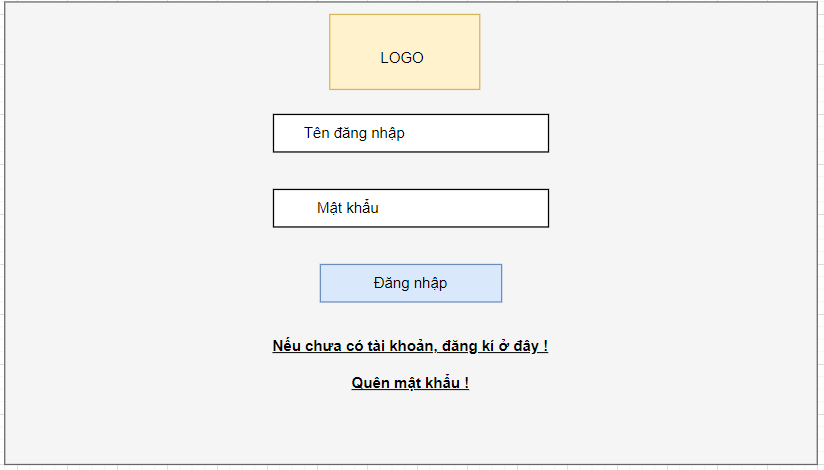 LOGO
Tên đăng nhập
Mật khẩu
Đăng nhập
Nếu chưa có tài khoản, đăng kí ở đây !
Quên mật khẩu !